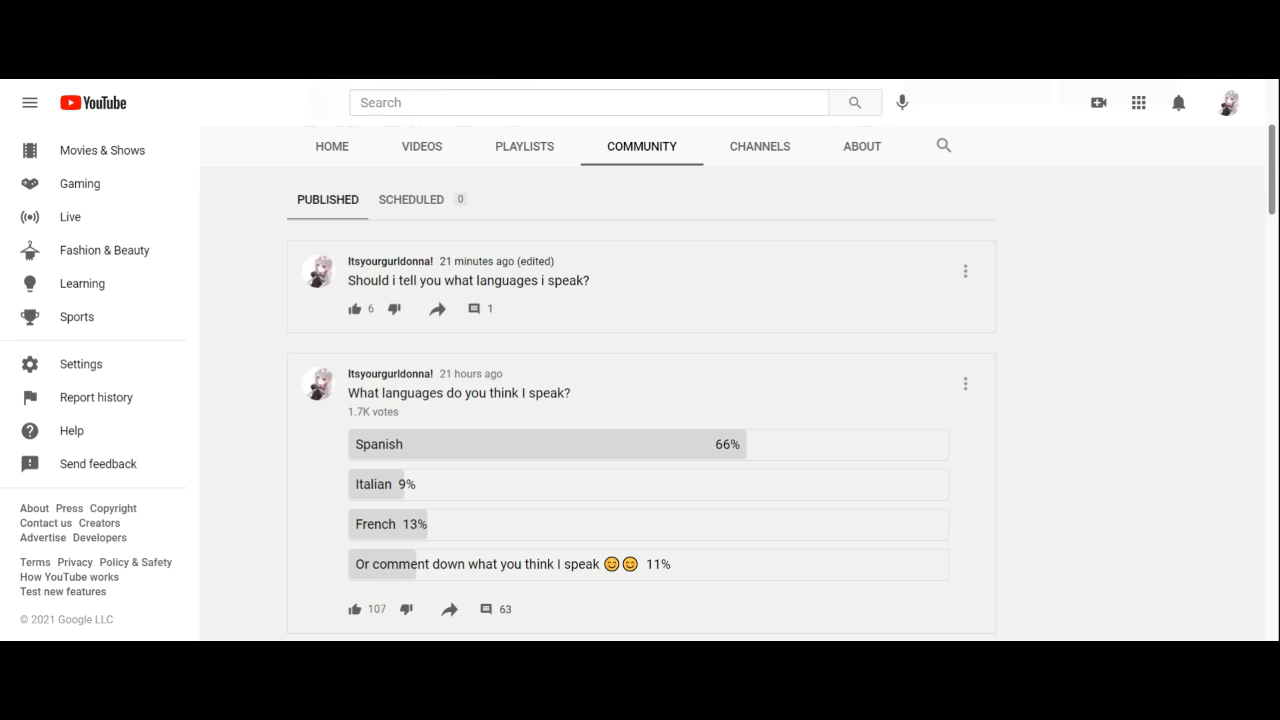 YouTube
Search
Movies & Shows
Gaming
Live
Fashion & Beauty
Learning
Sports
Settings
Report history
Help
Send feedback
About Press Copyright
Contact us Creators
Advertise Developers
Terms Privacy Policy & Safety
How YouTube works
Test new features
© 2021 Google LLC
HOME VIDEOS PLAYLISTS COMMUNITY CHANNELS ABOUT
PUBLISHED SCHEDULED 0
Itsyourgurldonna! 21 minutes ago (edited)
Should i tell you what languages i speak?
6 1
Itsyourgurldonna! 21 hours ago
What languages do you think I speak?
1.7K votes
Spanish 66%
Italian 9%
French 13%
Or comment down what you think I speak 😊😊 11%
107 63